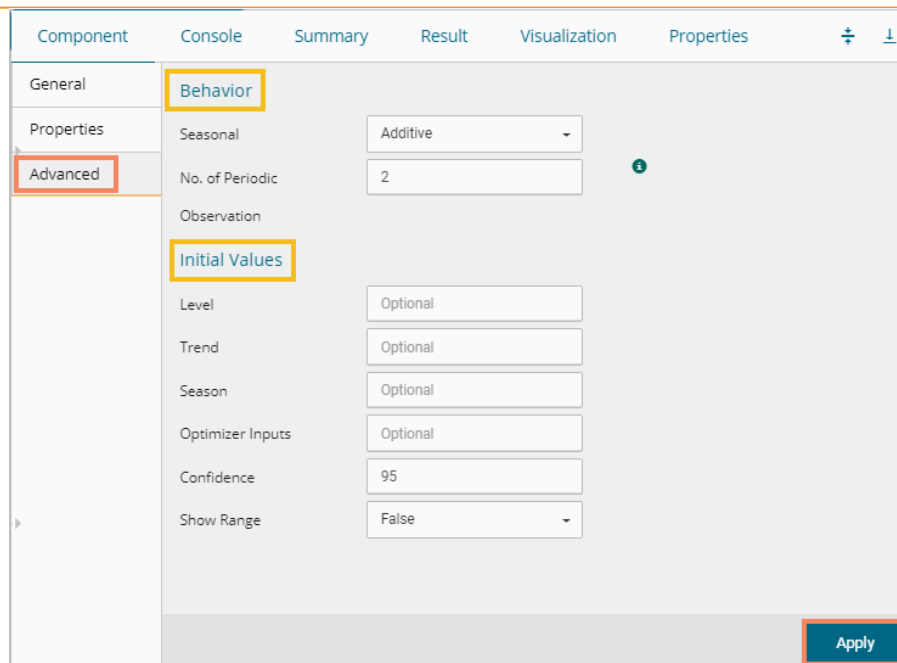 Component Console Summary Result Visualization Properties
General
Properties
Advanced
Behavior
Seasonal Additive
No. of Periodic 2
Observation
Initial Values
Level Optional
Trend Optional
Season Optional
Optimizer Inputs Optional
Confidence 95
Show Range False
Apply